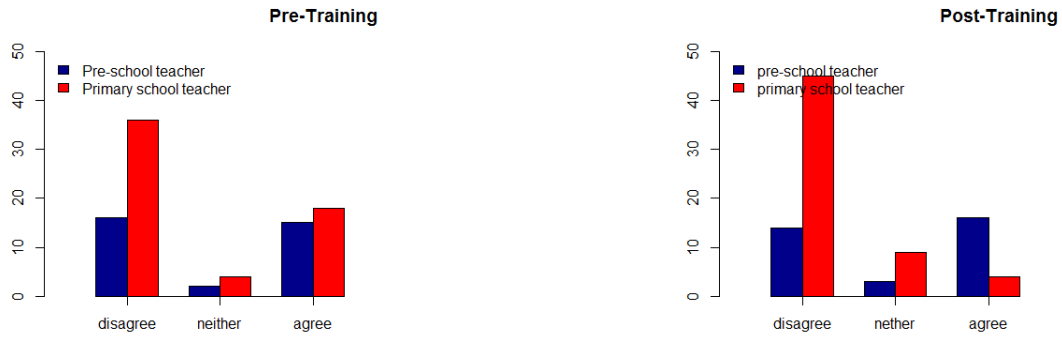 Pre-Training
50
40
30
20
10
0
Pre-school teacher
Primary school teacher
disagree neither agree
Post-Training
50
40
30
20
10
0
pre-school teacher
primary school teacher
disagree nether agree